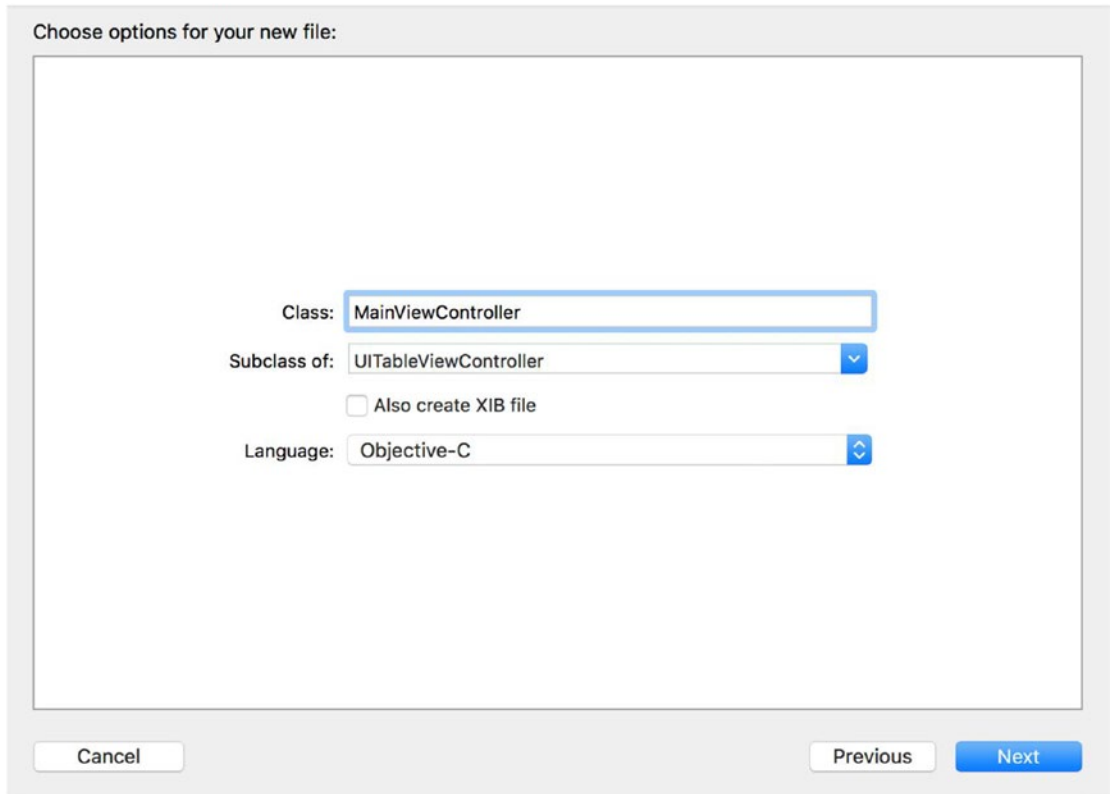 Choose options for your new file:
Class: MainViewController
Subclass of: UITableViewController
Also create XIB file
Language: Objective-C
Cancel Previous Next